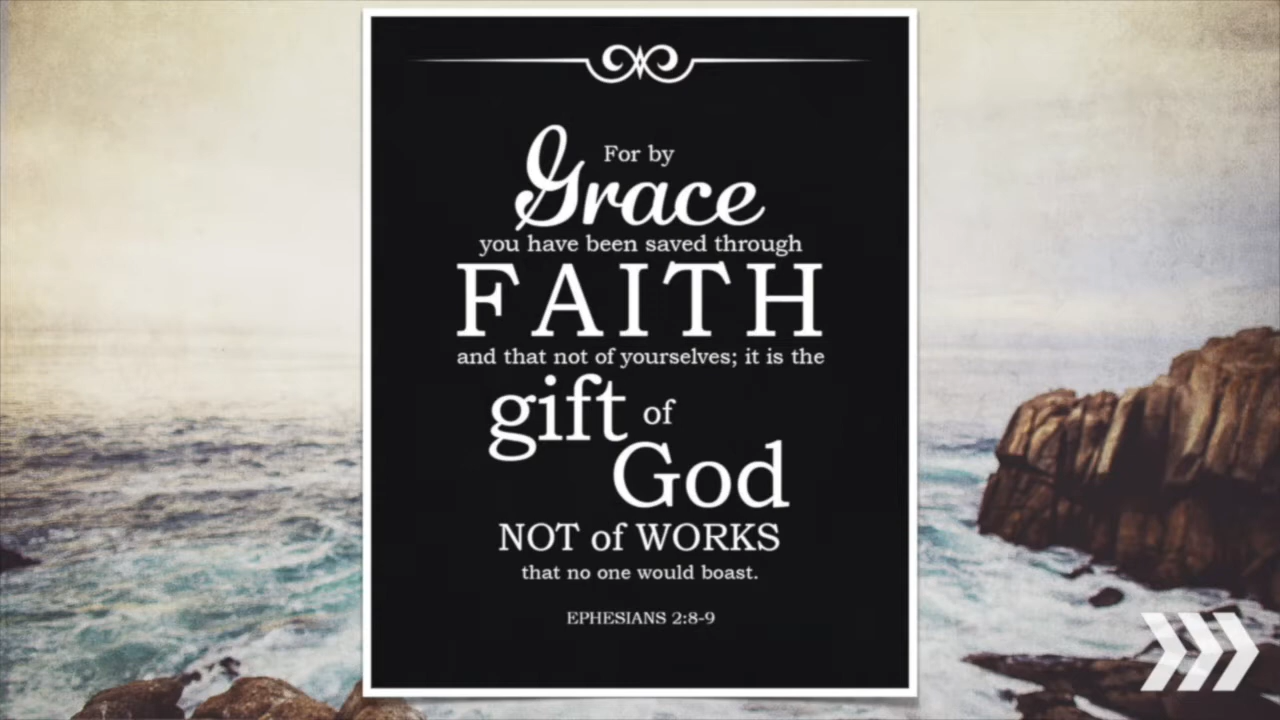 For by
Grace
you have been saved through
FAITH
and that not of yourselves; it is the
gift of
God
NOT of WORKS
that no one would boast.
EPHESIANS 2:8-9